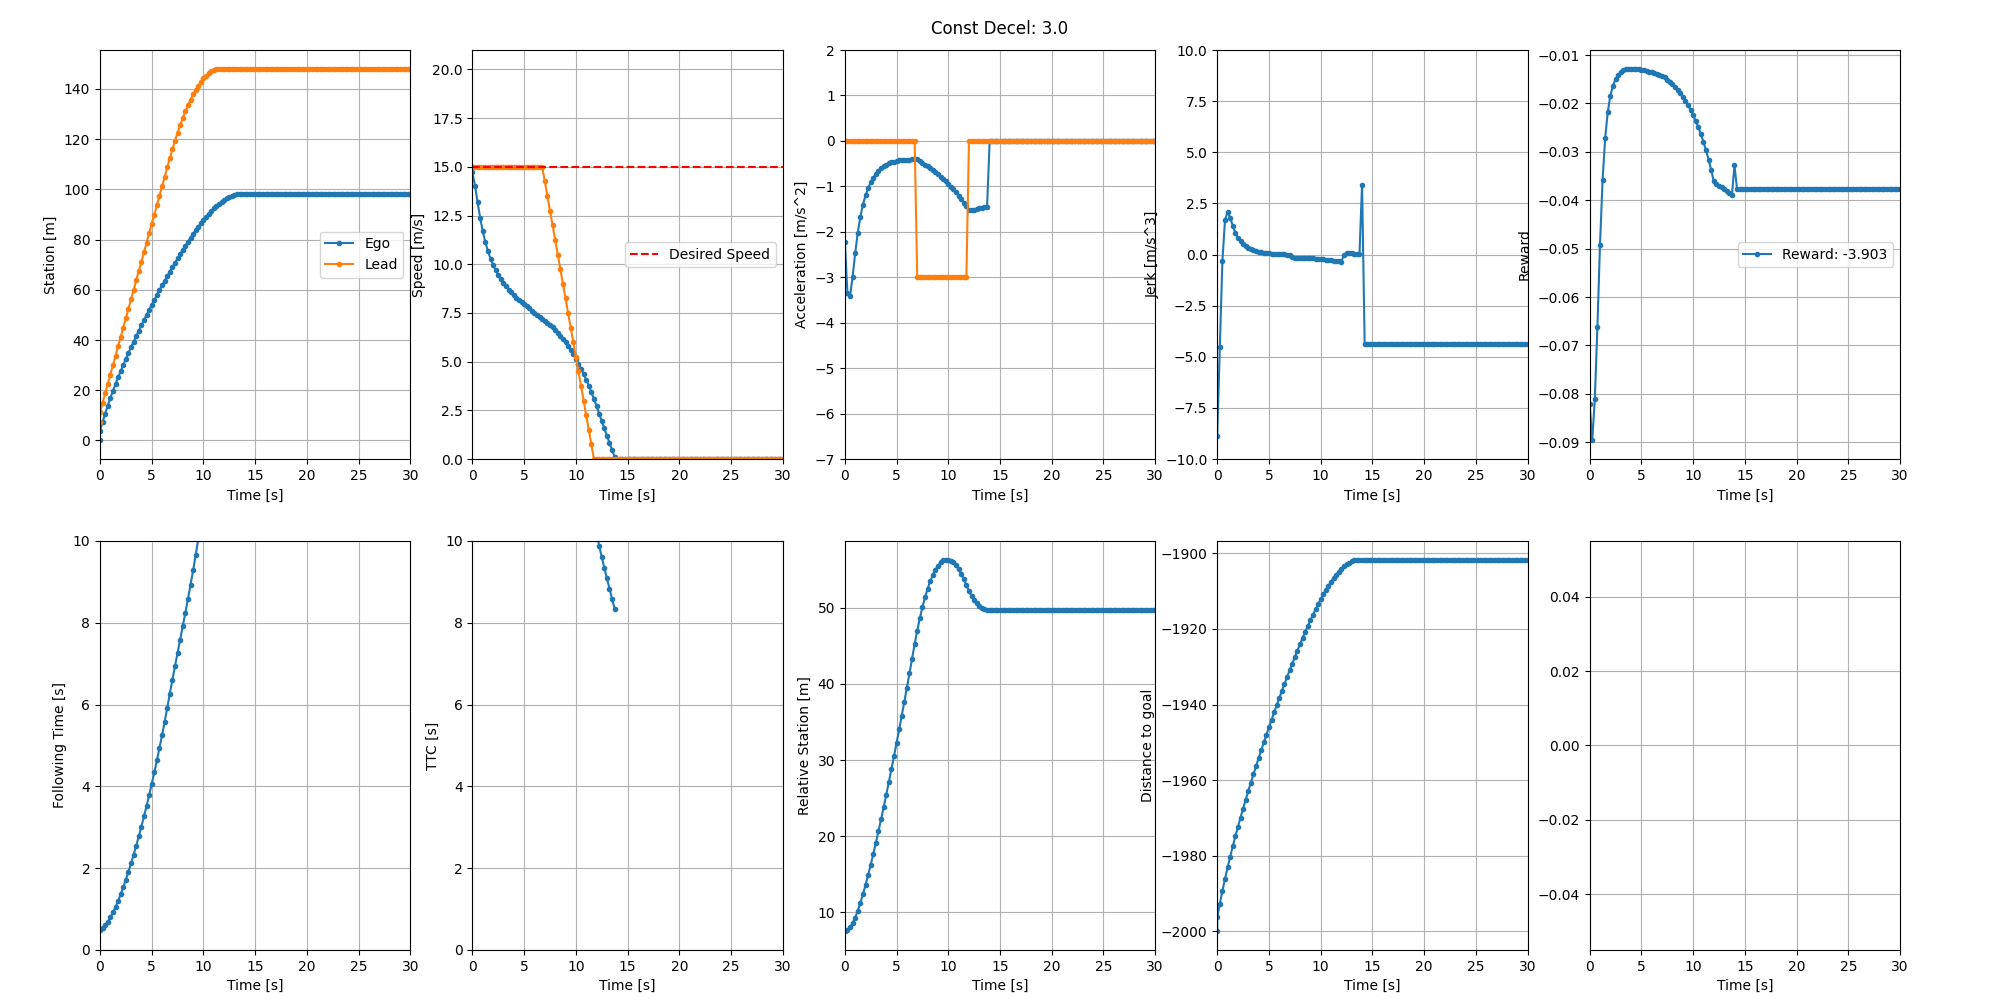 Const Decel: 3.0
Station [m]
140
120
100
80
60
40
20
0
Ego
Lead
0 5 10 15 20 25 30
Time [s]
Speed [m/s]
20.0
17.5
15.0
12.5
10.0
7.5
5.0
2.5
0.0
Desired Speed
0 5 10 15 20 25 30
Time [s]
Acceleration [m/s^2]
2
1
0
−1
−2
−3
−4
−5
−6
−7
0 5 10 15 20 25 30
Time [s]
Jerk [m/s^3]
10.0
7.5
5.0
2.5
0.0
−2.5
−5.0
−7.5
−10.0
0 5 10 15 20 25 30
Time [s]
Reward
−0.01
−0.02
−0.03
−0.04
−0.05
−0.06
−0.07
−0.08
−0.09
Reward: -3.903
0 5 10 15 20 25 30
Time [s]
Following Time [s]
10
8
6
4
2
0
0 5 10 15 20 25 30
Time [s]
TTC [s]
10
8
6
4
2
0
0 5 10 15 20 25 30
Time [s]
Relative Station [m]
50
40
30
20
10
0 5 10 15 20 25 30
Time [s]
Distance to goal
−1900
−1920
−1940
−1960
−1980
−2000
0 5 10 15 20 25 30
Time [s]
0.04
0.02
0.00
−0.02
−0.04
0 5 10 15 20 25 30
Time [s]